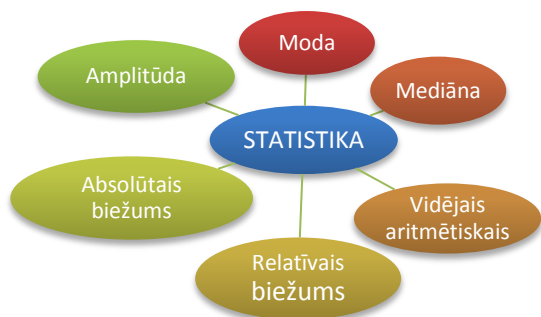 Moda
Amplitūda
Mediāna
STATISTIKA
Absolūtais
biežums
Vidējais
aritmētiskais
Relatīvais
biežums